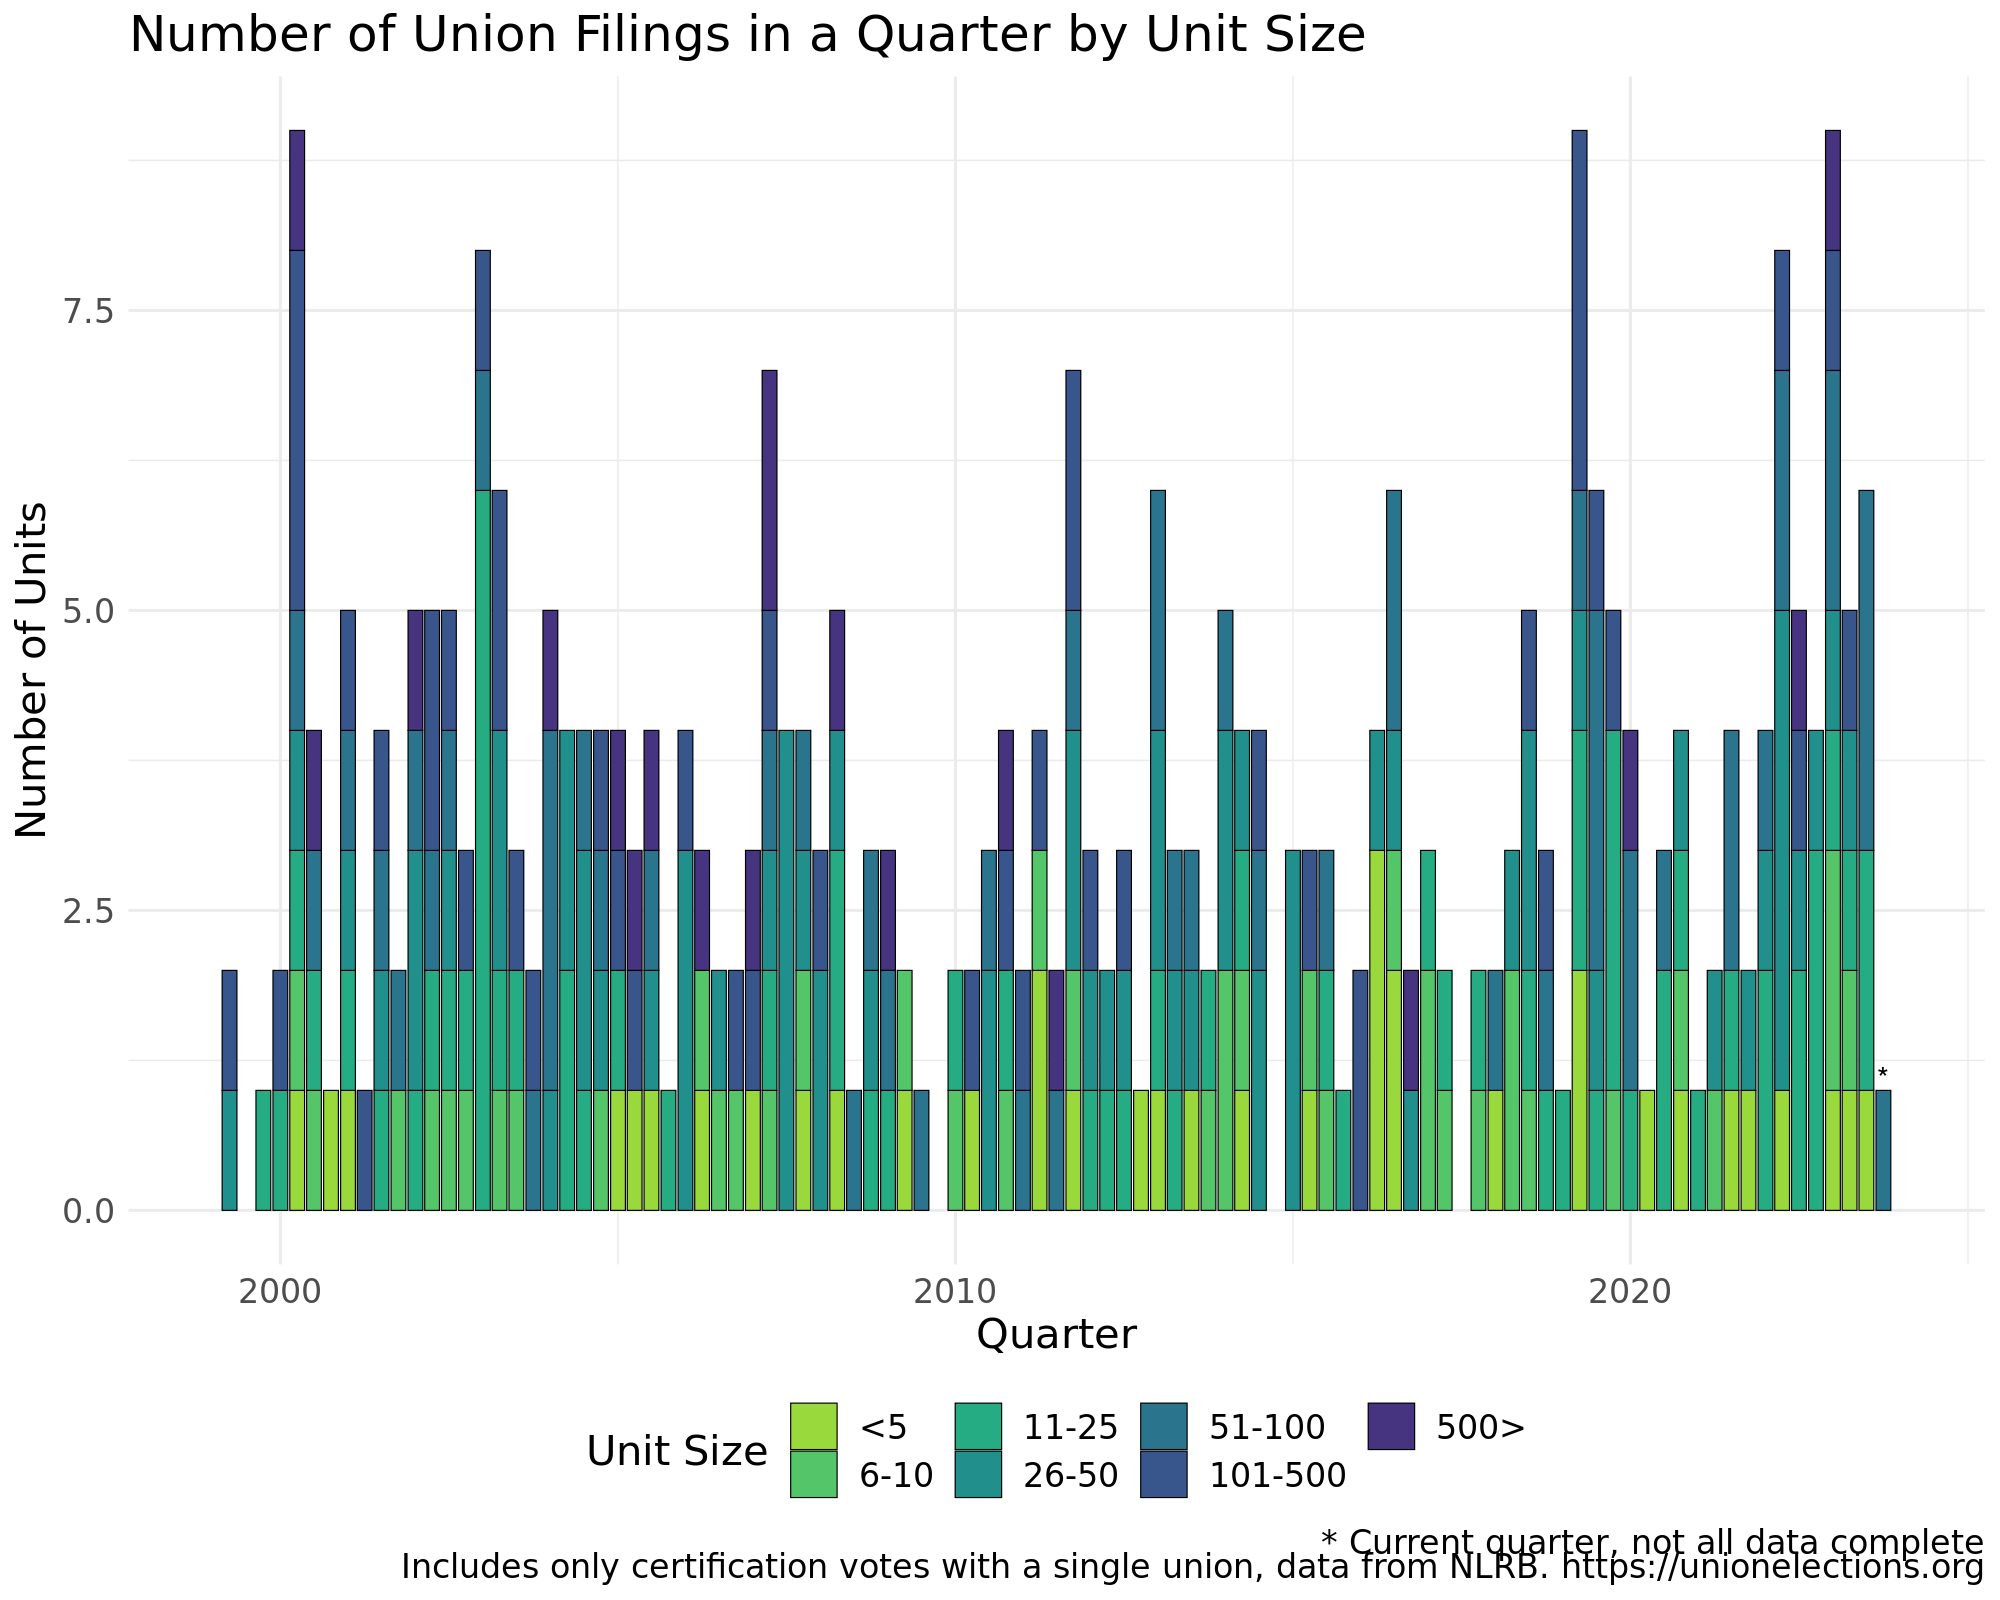 Number of Union Filings in a Quarter by Unit Size
Number of Units
7.5
5.0
2.5
0.0
*
2000 2010 2020
Quarter
Unit Size
<5 11-25 51-100 500>
6-10 26-50 101-500
* Current quarter, not all data complete
Includes only certification votes with a single union, data from NLRB. https://unionelections.org